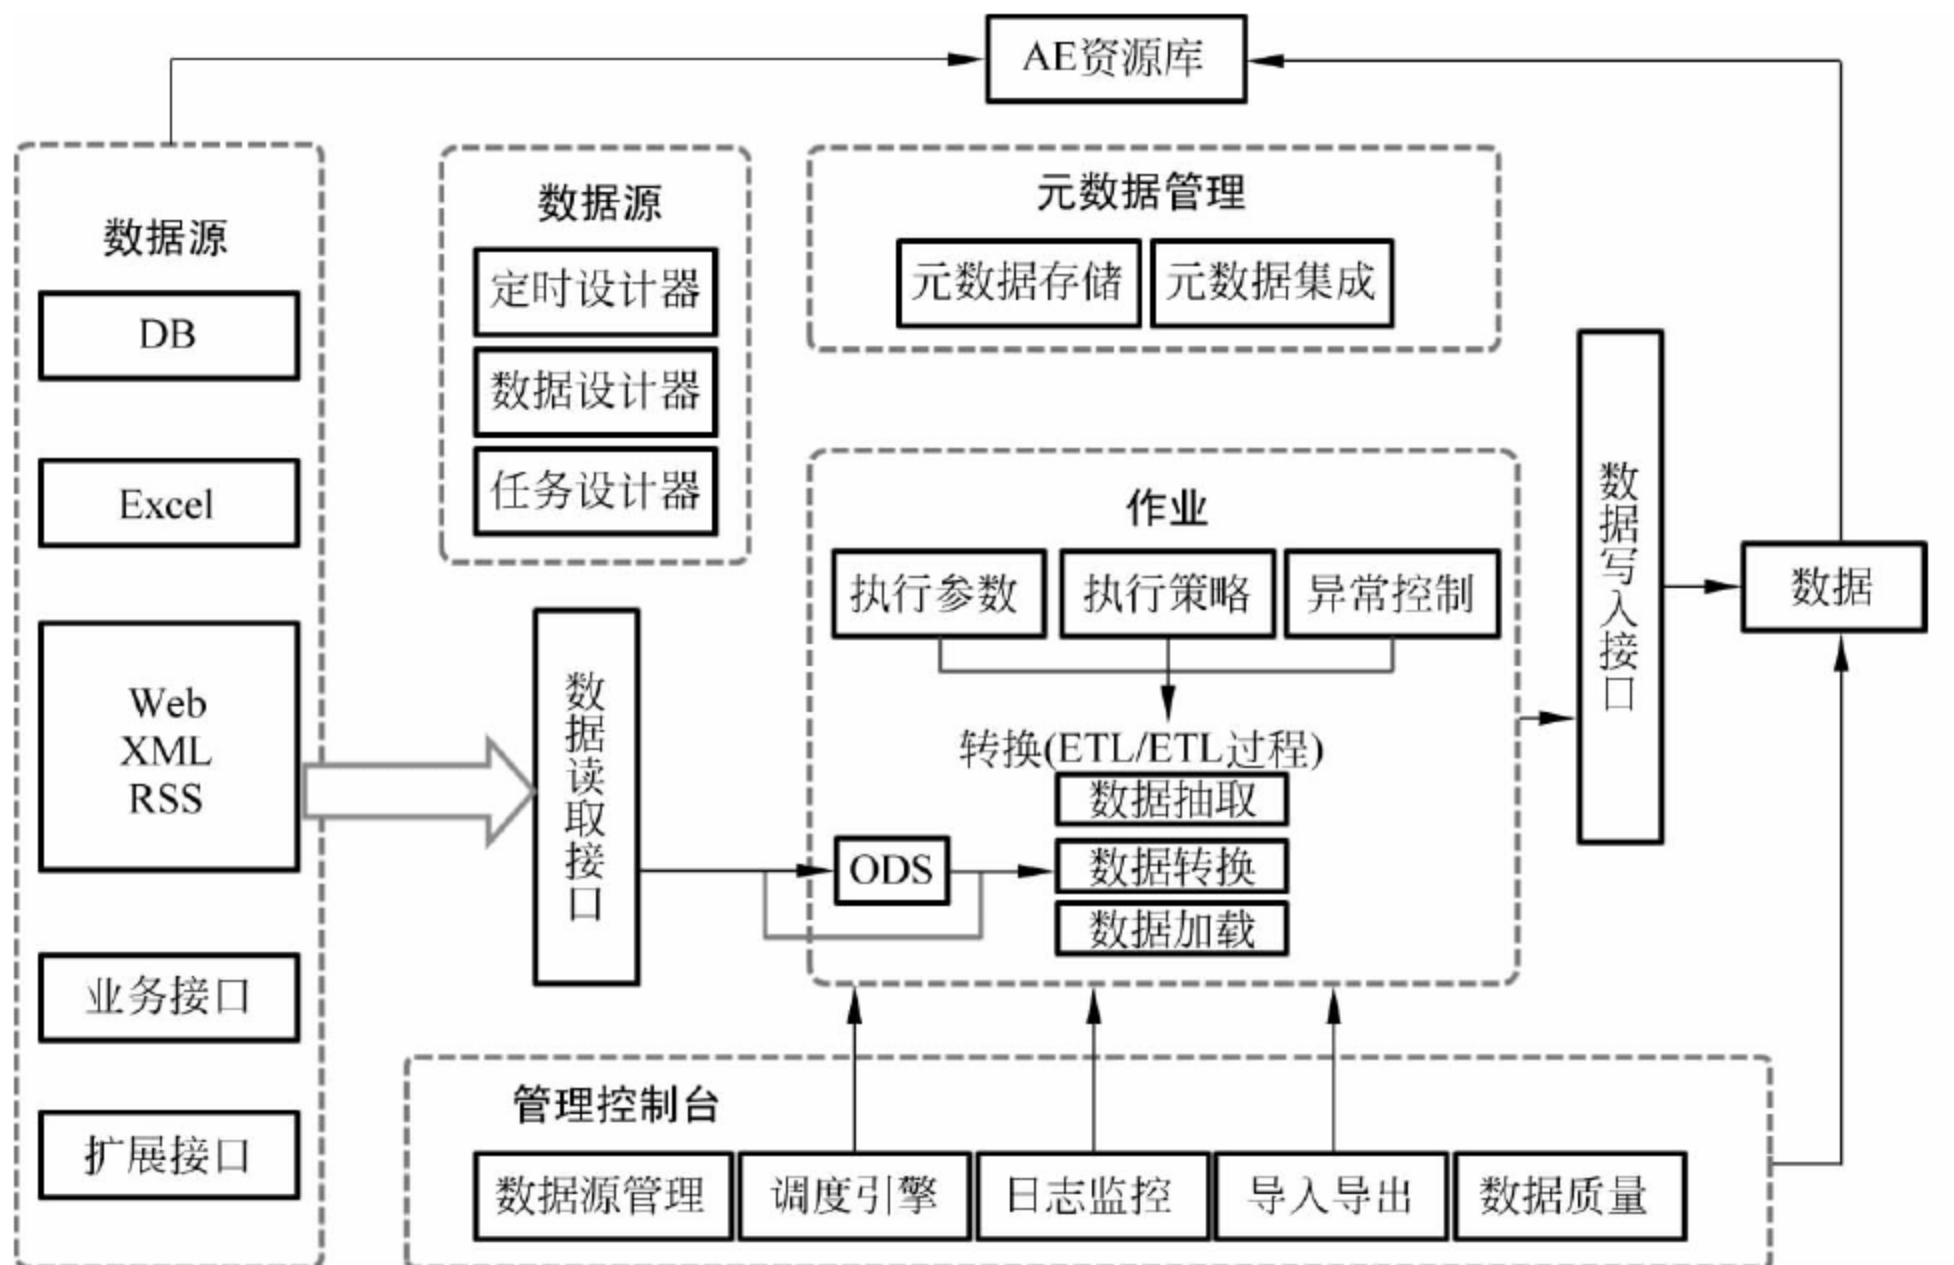 AE资源库
数据源
DB
Excel
Web
XML
RSS
业务接口
扩展接口
数据源
定时设计器
数据设计器
任务设计器
元数据管理
元数据存储
元数据集成
数据读取接口
作业
执行参数
执行策略
异常控制
转换(ETL/ETL过程)
数据抽取
ODS
数据转换
数据加载
数据写入接口
数据
管理控制台
数据源管理
调度引擎
日志监控
导入导出
数据质量